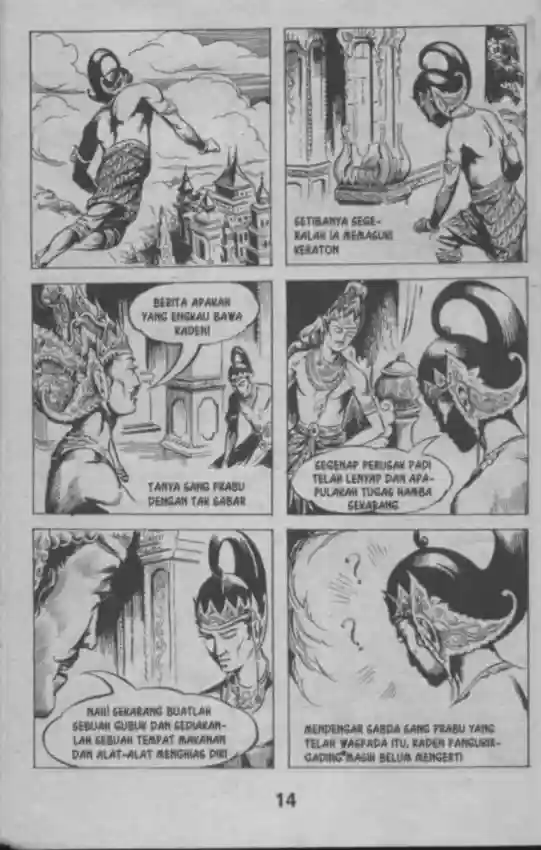 SETIBANYA SEGE-
RALAH IA MEMASUKI
KERATON
BERITA APAKAH
YANG ENGKAU BAWA
RADEN!
TANYA SANG PRABU
DENGAN TAK SABAR
SEGENAP PERUSAK PADI
TELAH LENYAP DAN APA-
PULAKAH TUGAS HAMBA
SEKARANG
NAH! SEKARANG BUATLAH
SEBUAH GUBUK DAN SEDIAKAN-
LAH SEBUAH TEMPAT MAKANAN
DAN ALAT-ALAT MENGHIAS DIRI
MENDENGAR SABDA SANG PRABU YANG
TELAH WASPADA ITU, RADEN PANGUKIR-
GADING MASIH BELUM MENGERTI
?
?
14